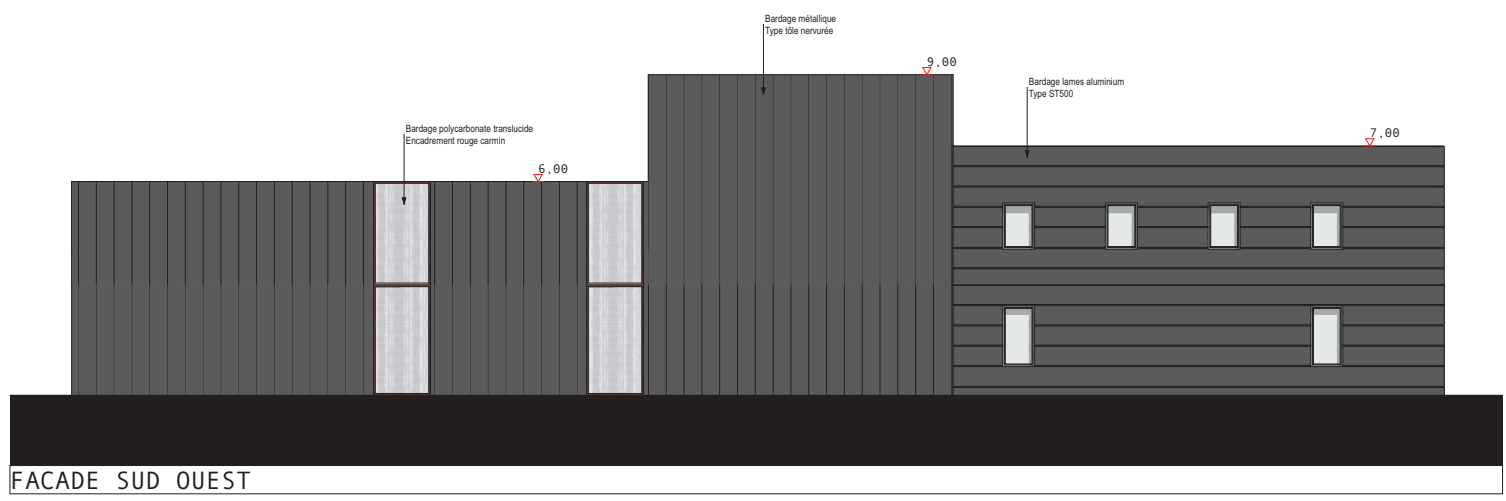 Bardage métallique
Type tôle nervurée
9,00
Bardage lames aluminium
Type ST500
Bardage polycarbonate translucide
Encadrement rouge carmin
7,00
6,00
FACADE SUD OUEST